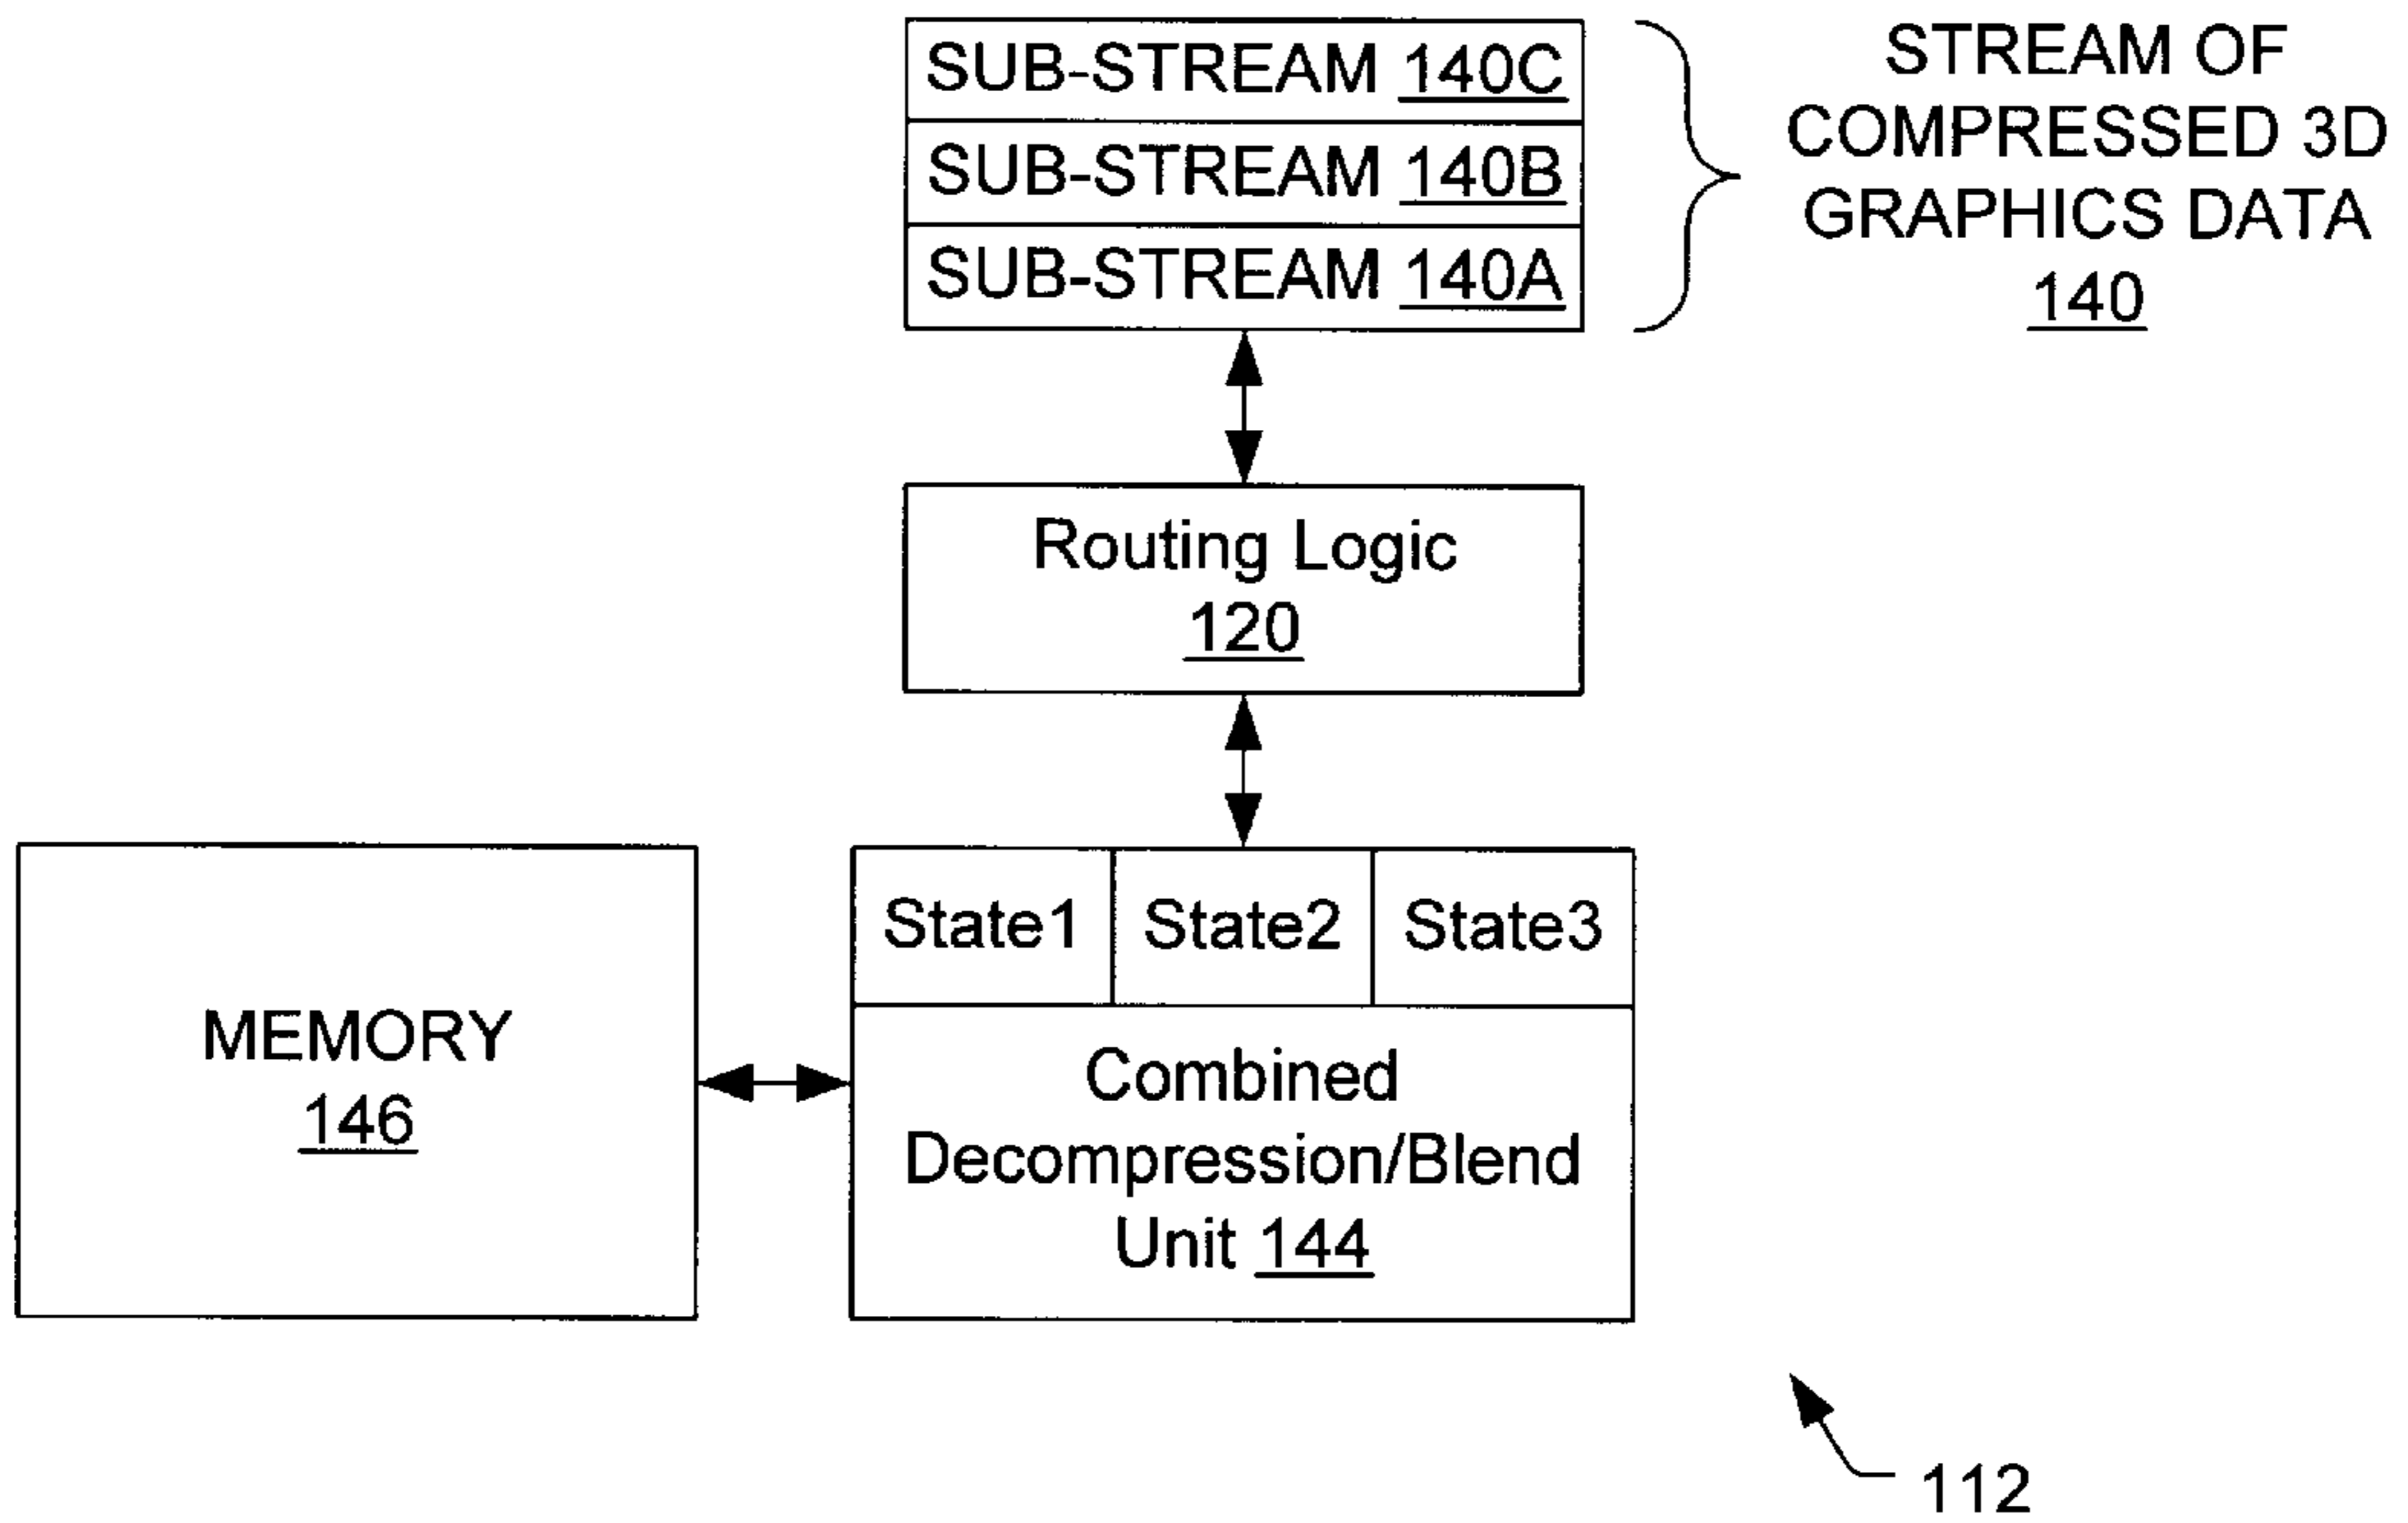 SUB-STREAM 140C
SUB-STREAM 140B
SUB-STREAM 140A
STREAM OF
COMPRESSED 3D
GRAPHICS DATA
140
Routing Logic
120
State1
State2
State3
MEMORY
146
Combined
Decompression/Blend
Unit 144
112